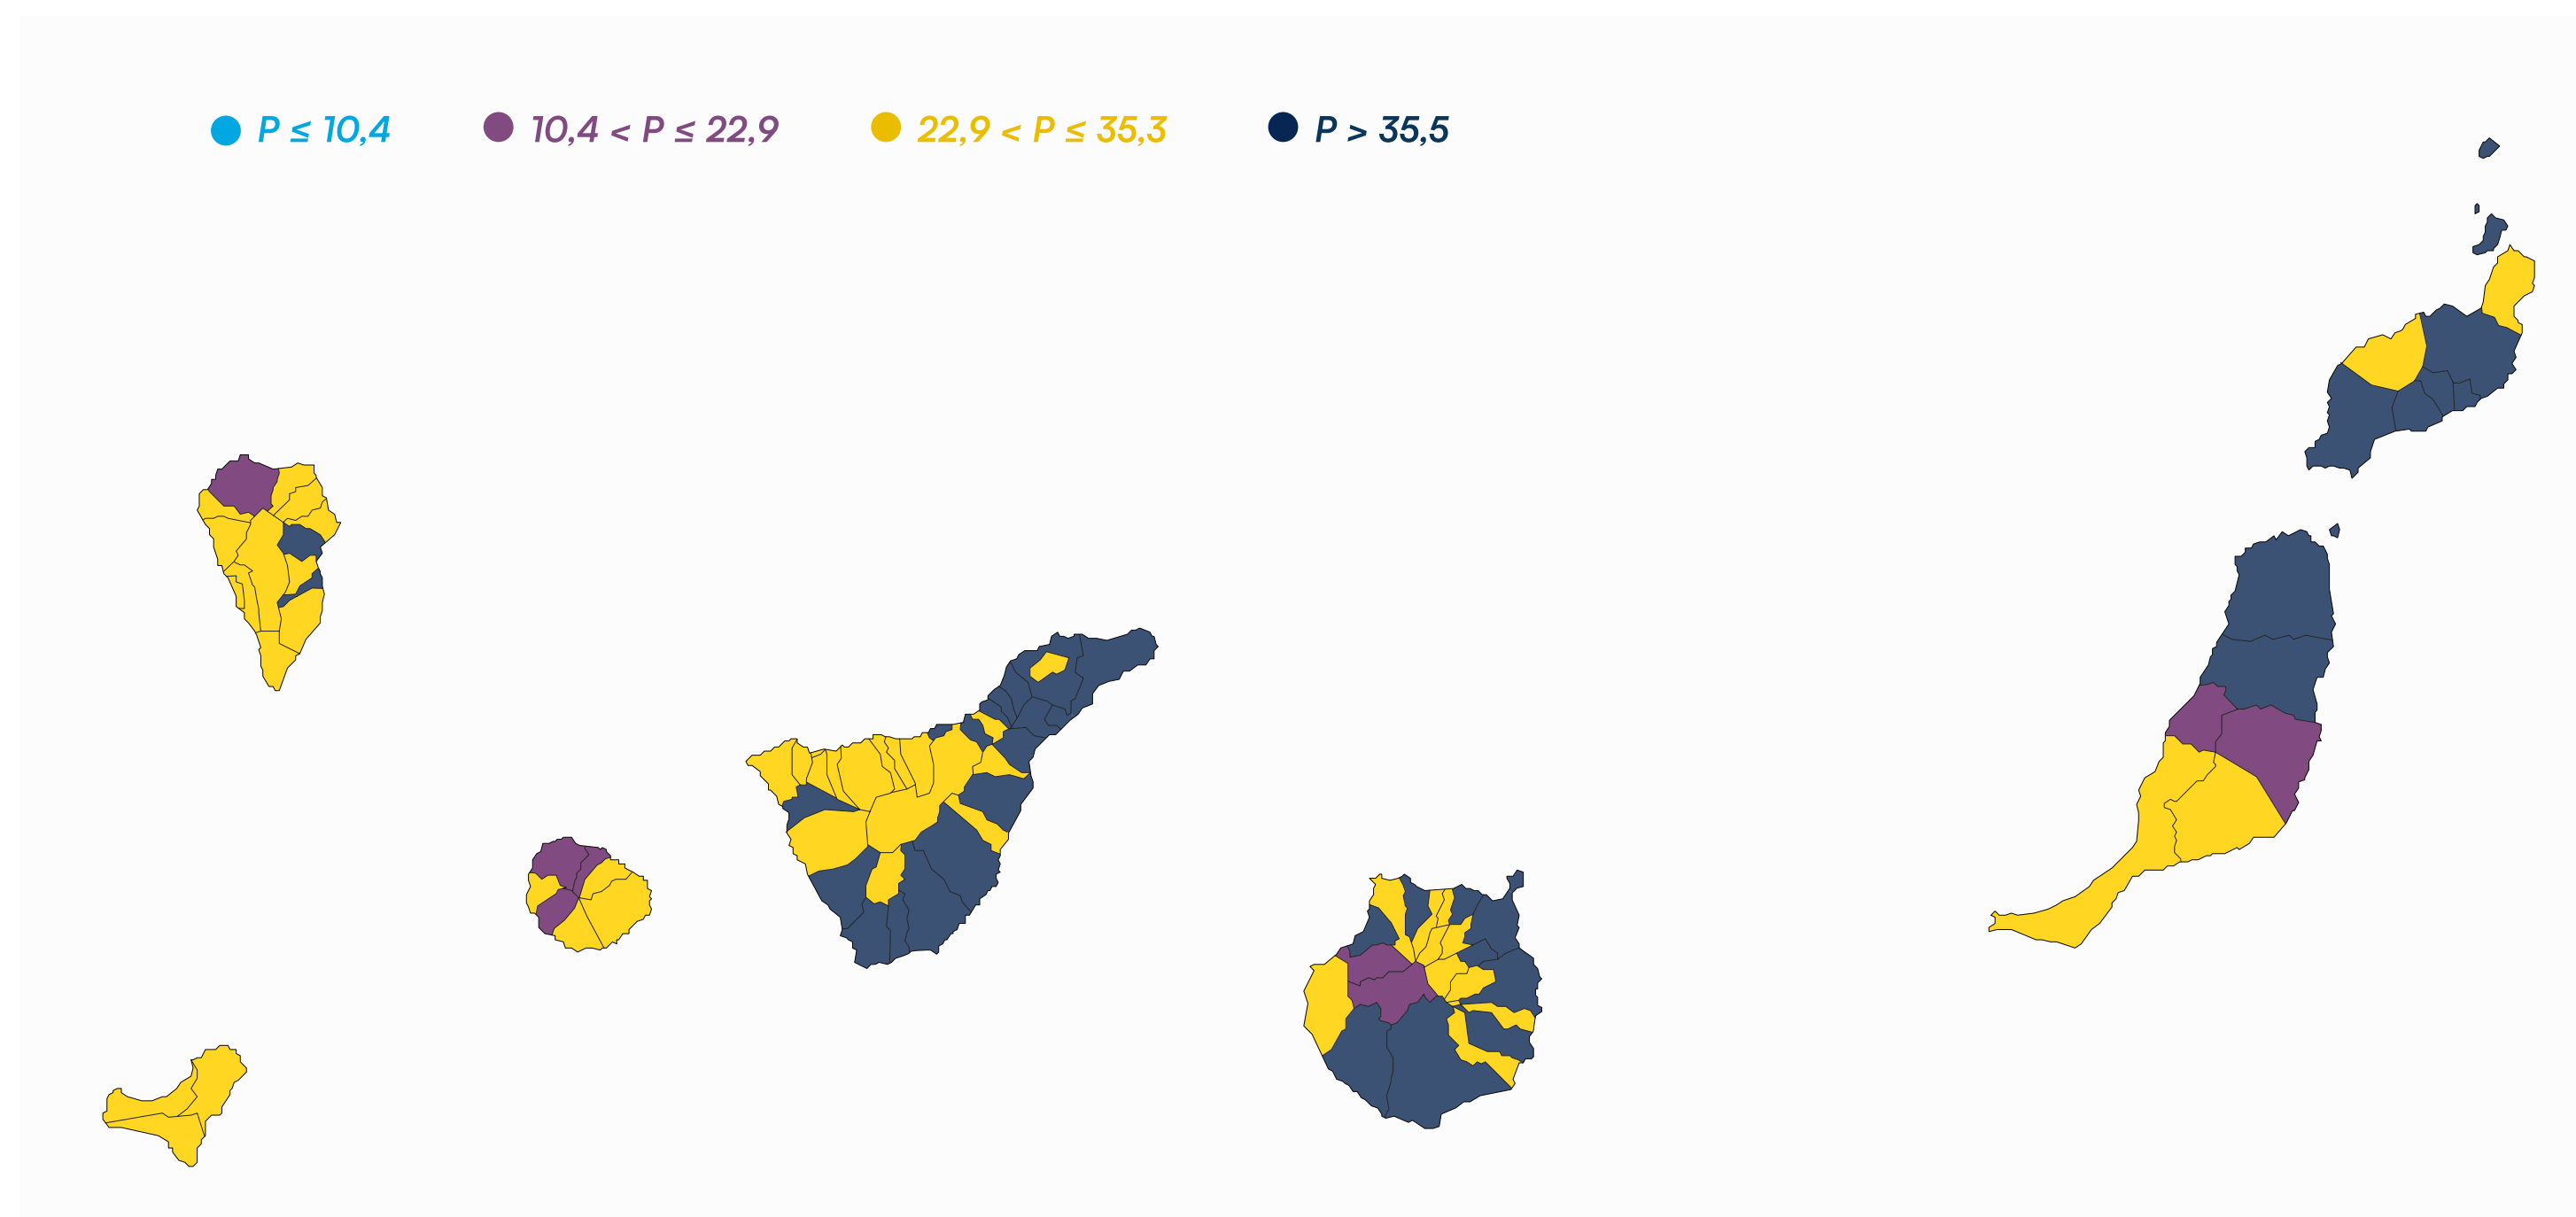 P ≤ 10,4 10,4 < P ≤ 22,9 22,9 < P ≤ 35,3 P > 35,5